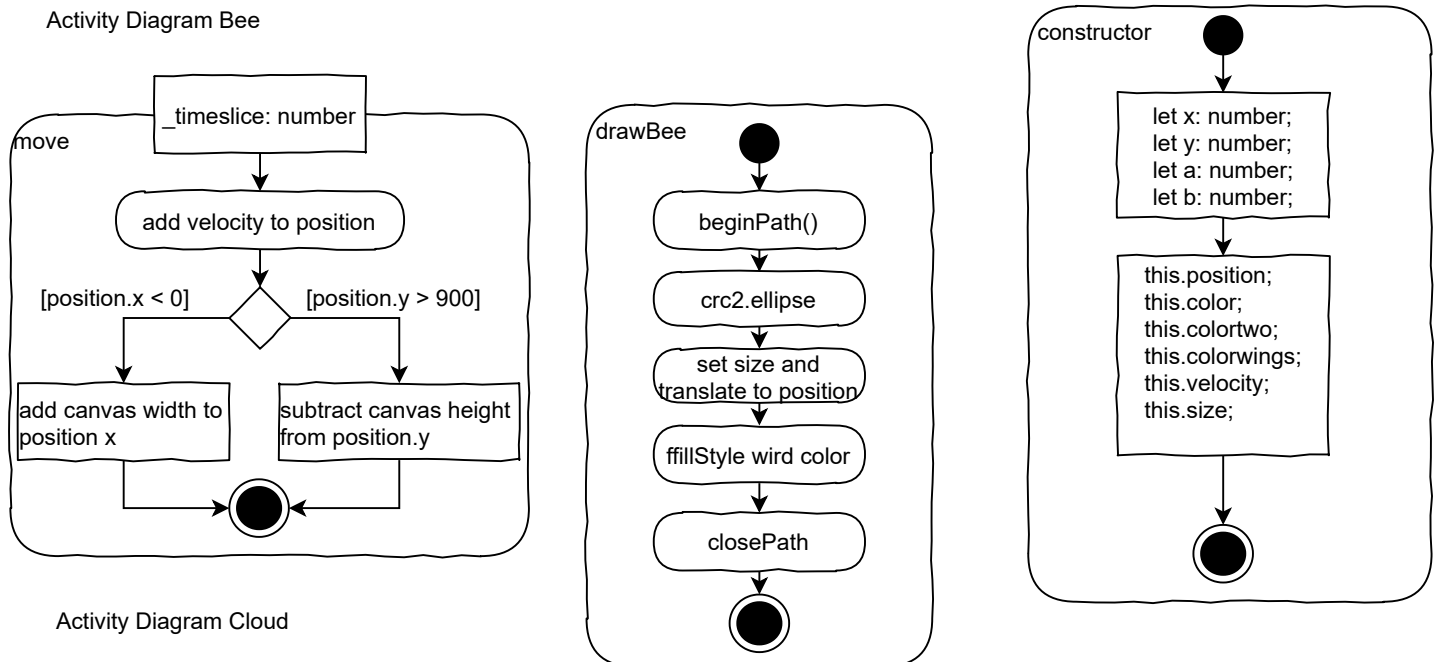 Activity Diagram Bee
move
_timeslice: number
add velocity to position
[position.x < 0]
[position.y > 900]
add canvas width to
position x
subtract canvas height
from position.y
drawBee
beginPath()
crc2.ellipse
set size and
translate to position
ffillStyle wird color
closePath
constructor
let x: number;
let y: number;
let a: number;
let b: number;
this.position;
this.color;
this.colortwo;
this.colorwings;
this.velocity;
this.size;
Activity Diagram Cloud